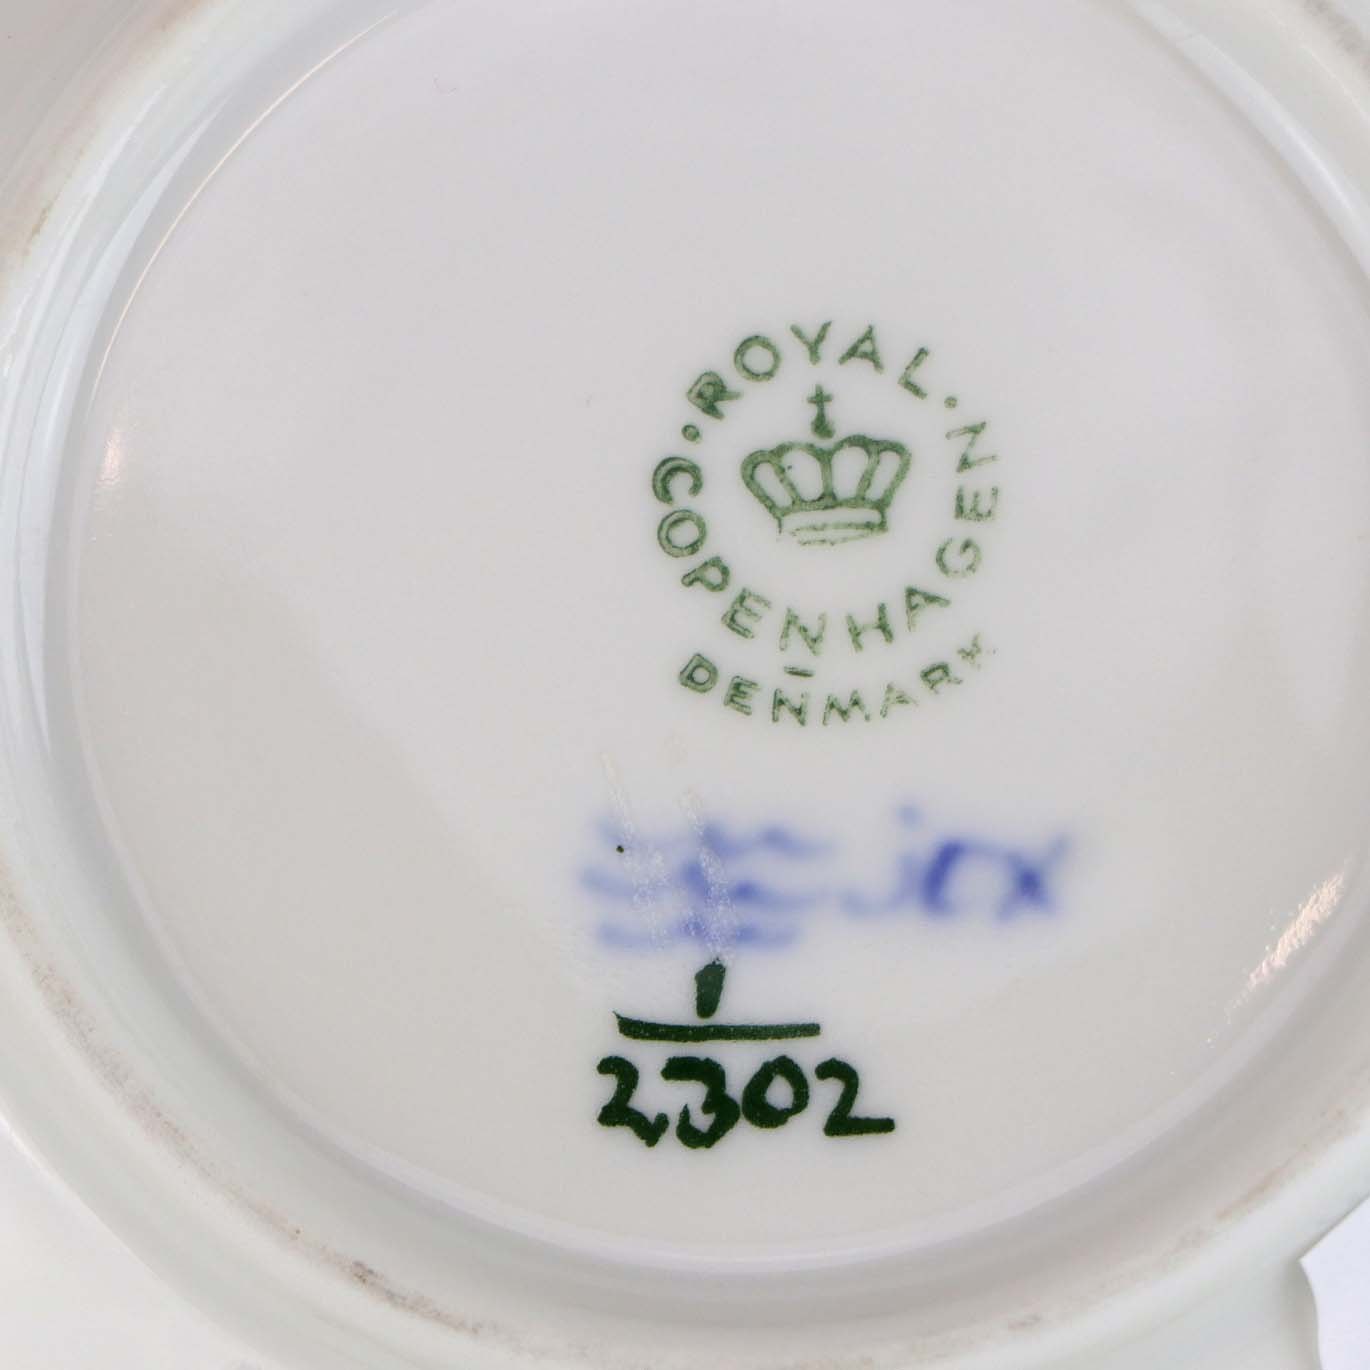 ROYAL.
COPENHAGEN
DENMARK
1
2302